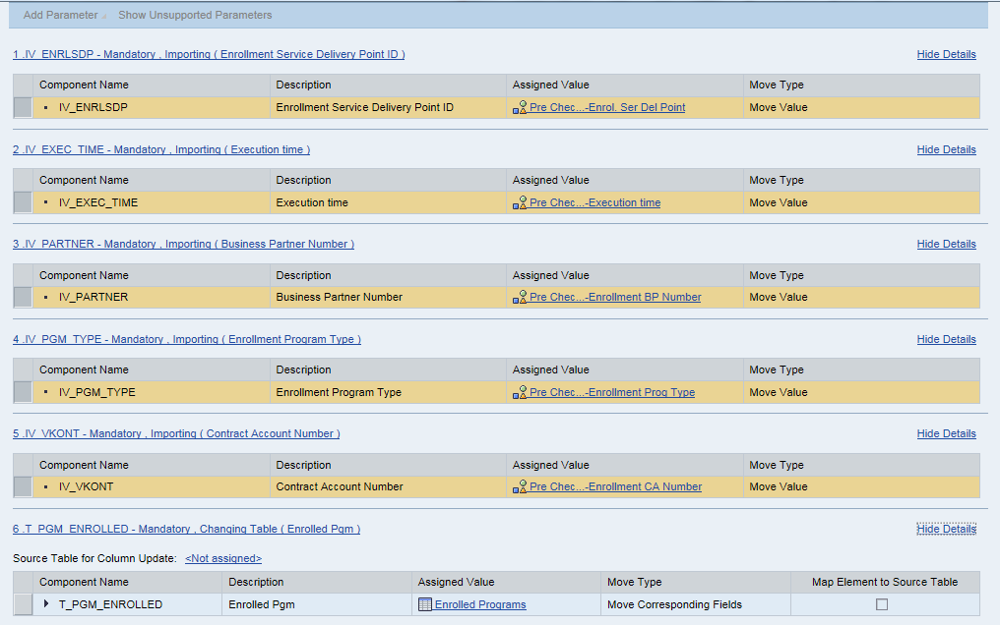 Add Parameter Show Unsupported Parameters
1 .IV_ENRLSDP - Mandatory , Importing ( Enrollment Service Delivery Point ID ) Hide Details
Component Name Description Assigned Value Move Type
IV_ENRLSDP Enrollment Service Delivery Point ID Pre Chec...-Enrol. Ser Del Point Move Value
2 .IV_EXEC_TIME - Mandatory , Importing ( Execution time ) Hide Details
Component Name Description Assigned Value Move Type
IV_EXEC_TIME Execution time Pre Chec...-Execution time Move Value
3 .IV_PARTNER - Mandatory , Importing ( Business Partner Number ) Hide Details
Component Name Description Assigned Value Move Type
IV_PARTNER Business Partner Number Pre Chec...-Enrollment BP Number Move Value
4 .IV_PGM_TYPE - Mandatory , Importing ( Enrollment Program Type ) Hide Details
Component Name Description Assigned Value Move Type
IV_PGM_TYPE Enrollment Program Type Pre Chec...-Enrollment Prog Type Move Value
5 .IV_VKONT - Mandatory , Importing ( Contract Account Number ) Hide Details
Component Name Description Assigned Value Move Type
IV_VKONT Contract Account Number Pre Chec...-Enrollment CA Number Move Value
6 .T_PGM_ENROLLED - Mandatory , Changing Table ( Enrolled Pgm ) Hide Details
Source Table for Column Update: <Not assigned>
Component Name Description Assigned Value Move Type Map Element to Source Table
T_PGM_ENROLLED Enrolled Pgm Enrolled Programs Move Corresponding Fields